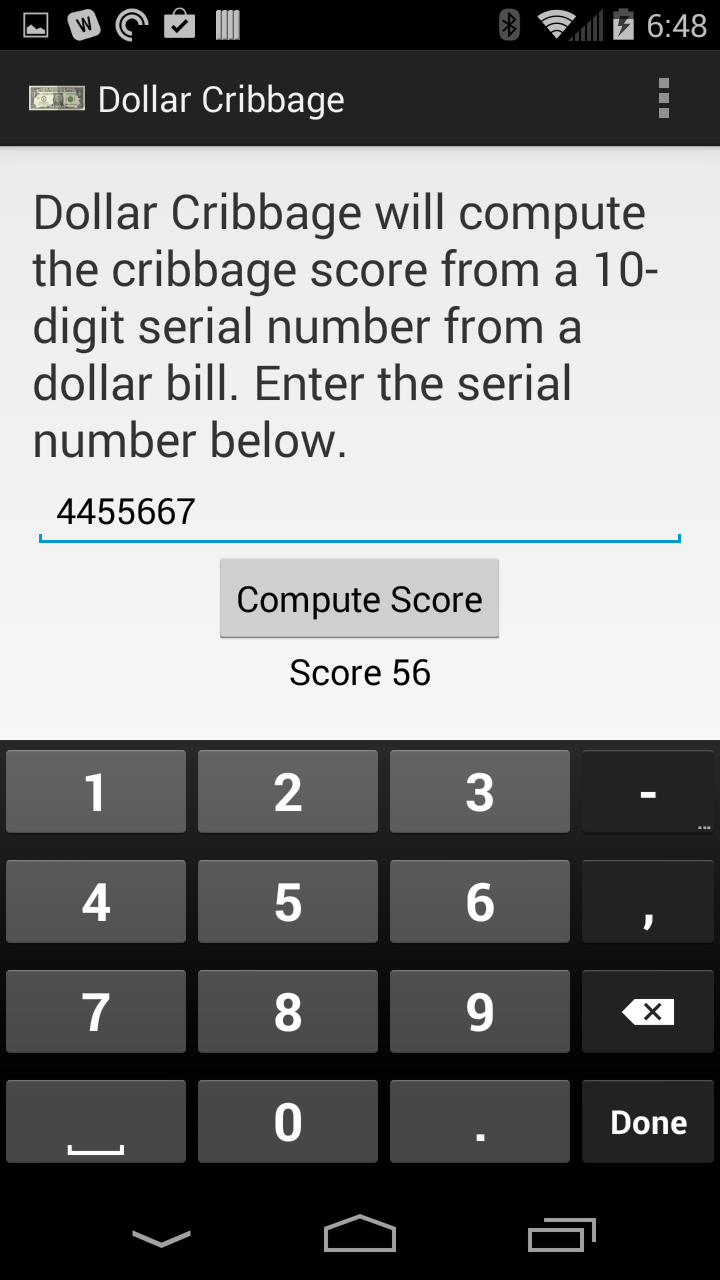 W
6:48
Dollar Cribbage
Dollar Cribbage will compute
the cribbage score from a 10-
digit serial number from a
dollar bill. Enter the serial
number below.
4455667
Compute Score
Score 56
1 2 3 -
...
4 5 6 ,
7 8 9
0 .
Done